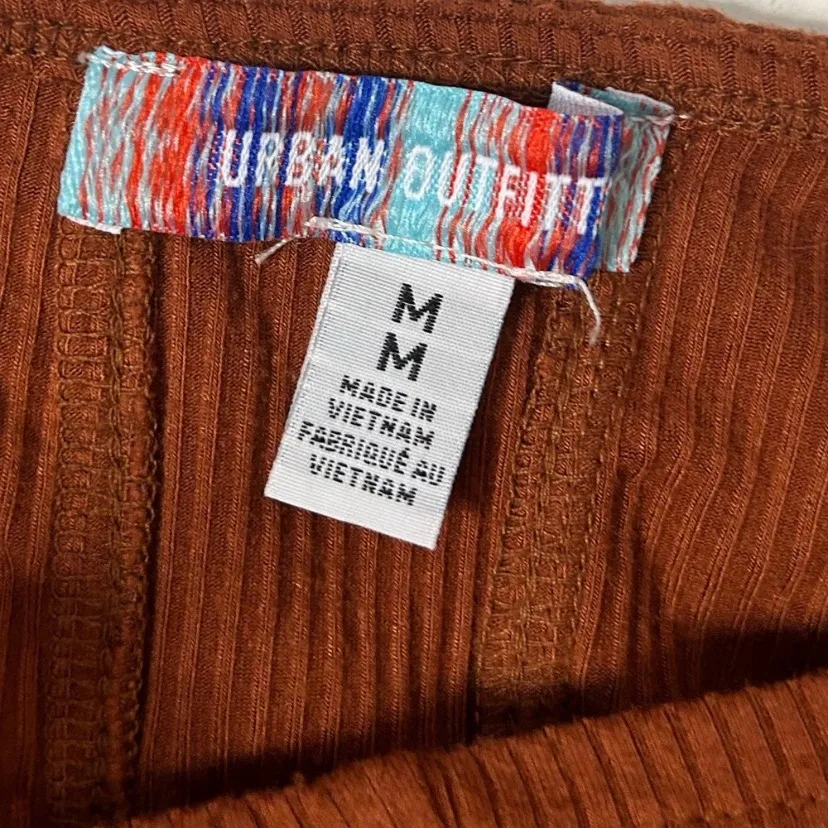 URBAN OUTFITT
M
M
MADE IN
VIETNAM
FABRIQUÉ AU
VIETNAM